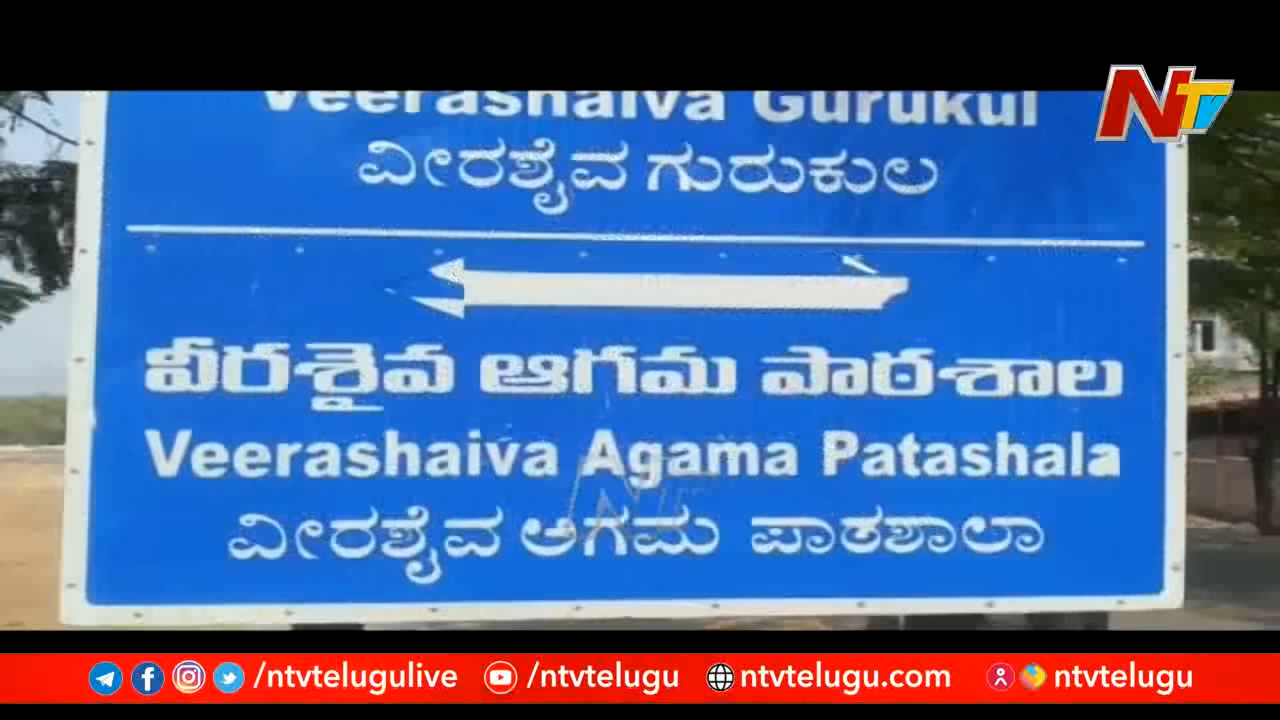 NTV
Veerashaiva Gurukul
ವೀರಶೈವ ಗುರುಕುಲ
వీరశైవ ఆగమ పాఠశాల
Veerashaiva Agama Patashala
ವೀರಶೈವ ಆಗಮ ಪಾಠಶಾಲಾ
/ntvtelugulive /ntvtelugu ntvtelugu.com ntvtelugu